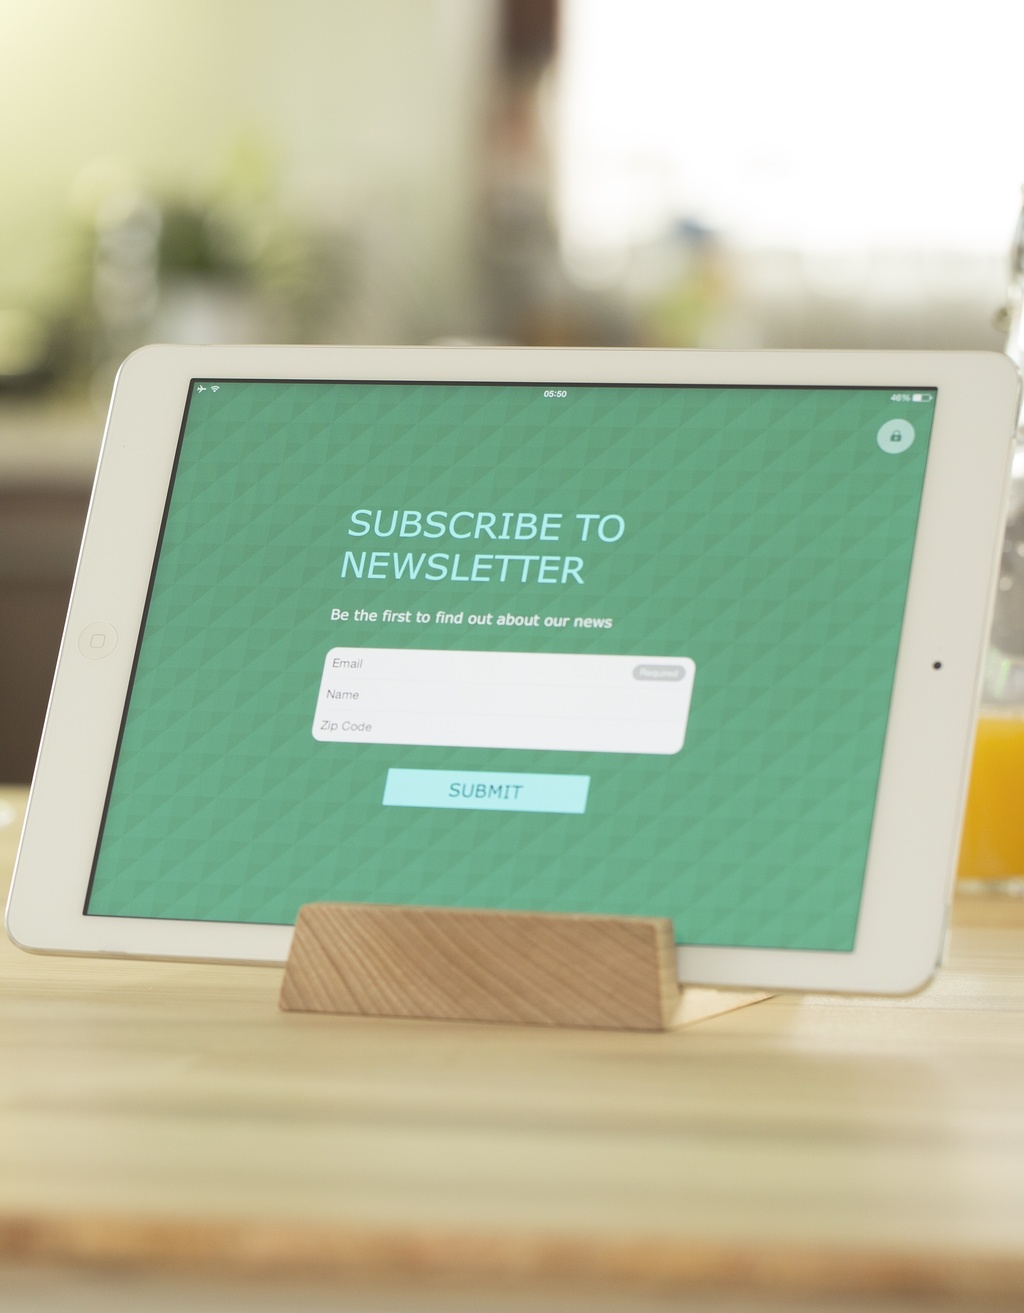 05:50
46%
SUBSCRIBE TO
NEWSLETTER
Be the first to find out about our news
Email
Required
Name
Zip Code
SUBMIT